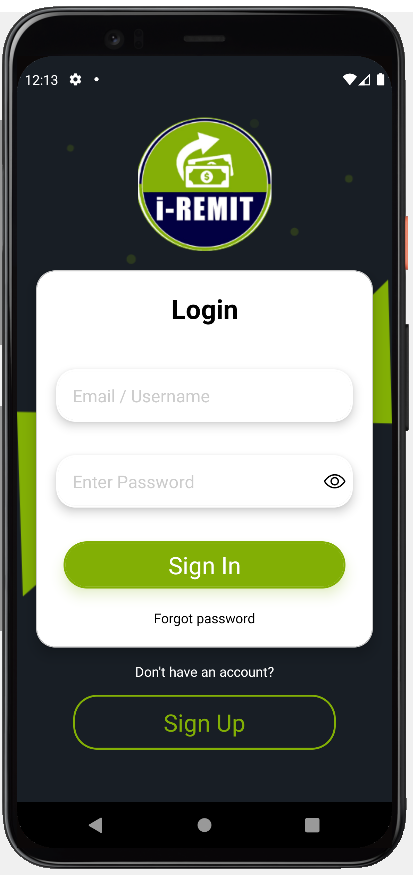 12:13
i-REMIT
Login
Email / Username
Enter Password
Sign In
Forgot password
Don't have an account?
Sign Up